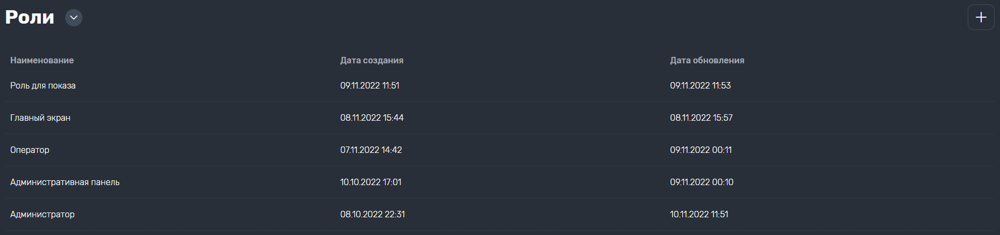 Роли
Наименование Дата создания Дата обновления
Роль для показа 09.11.2022 11:51 09.11.2022 11:53
Главный экран 08.11.2022 15:44 08.11.2022 15:57
Оператор 07.11.2022 14:42 09.11.2022 00:11
Административная панель 10.10.2022 17:01 09.11.2022 00:10
Администратор 08.10.2022 22:31 10.11.2022 11:51